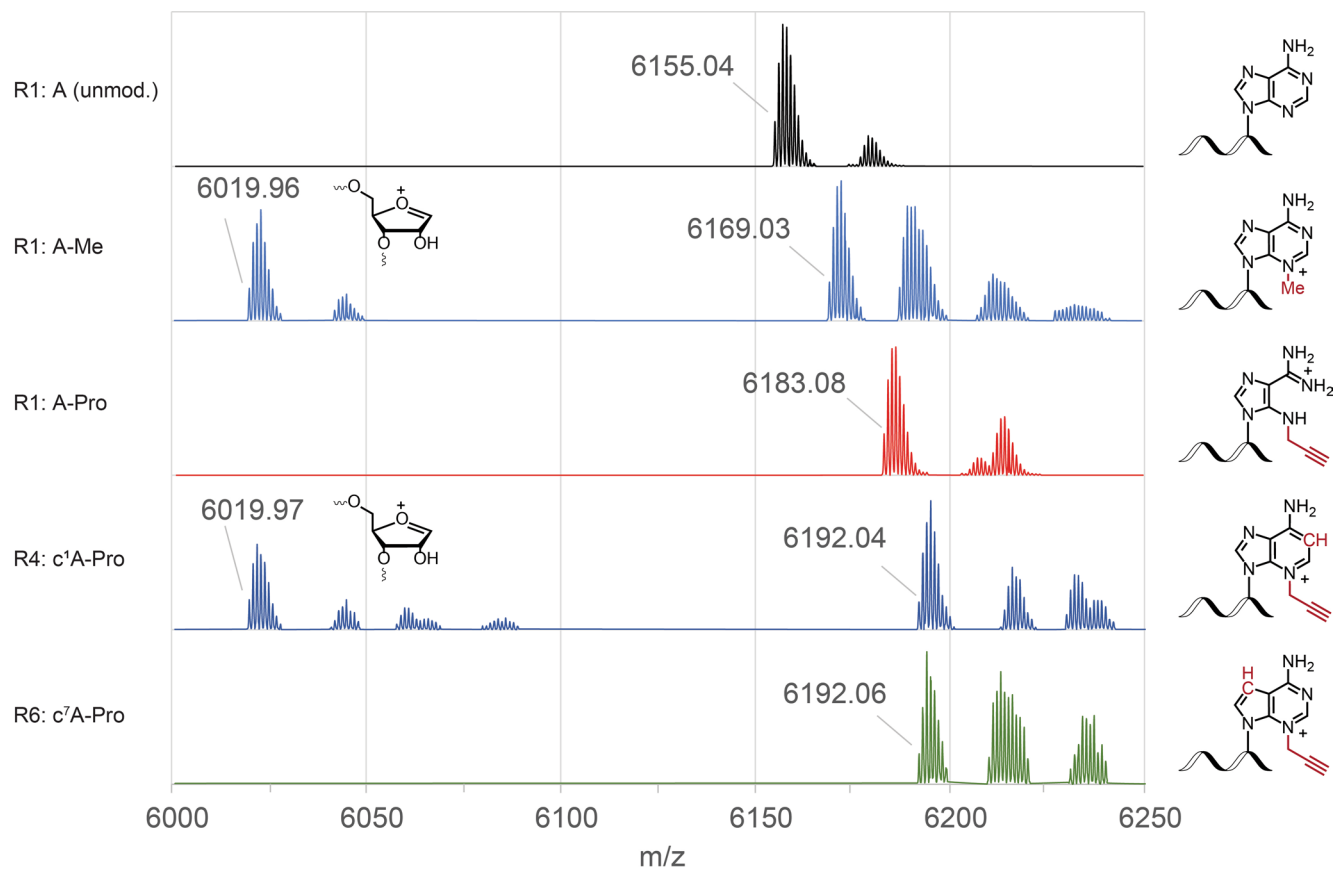 R1: A (unmod.)
6155.04
NH₂
N
N
N
N
R1: A-Me
6019.96
O
+
O
O
OH
6169.03
NH₂
N
N
N
N
+
Me
R1: A-Pro
6183.08
NH₂
+
NH₂
N
N
NH
R4: c¹A-Pro
6019.97
O
+
O
O
OH
6192.04
NH₂
N
CH
N
N
+
R6: c⁷A-Pro
6192.06
H
C
NH₂
N
N
N
+
6000 6050 6100 6150 6200 6250
m/z